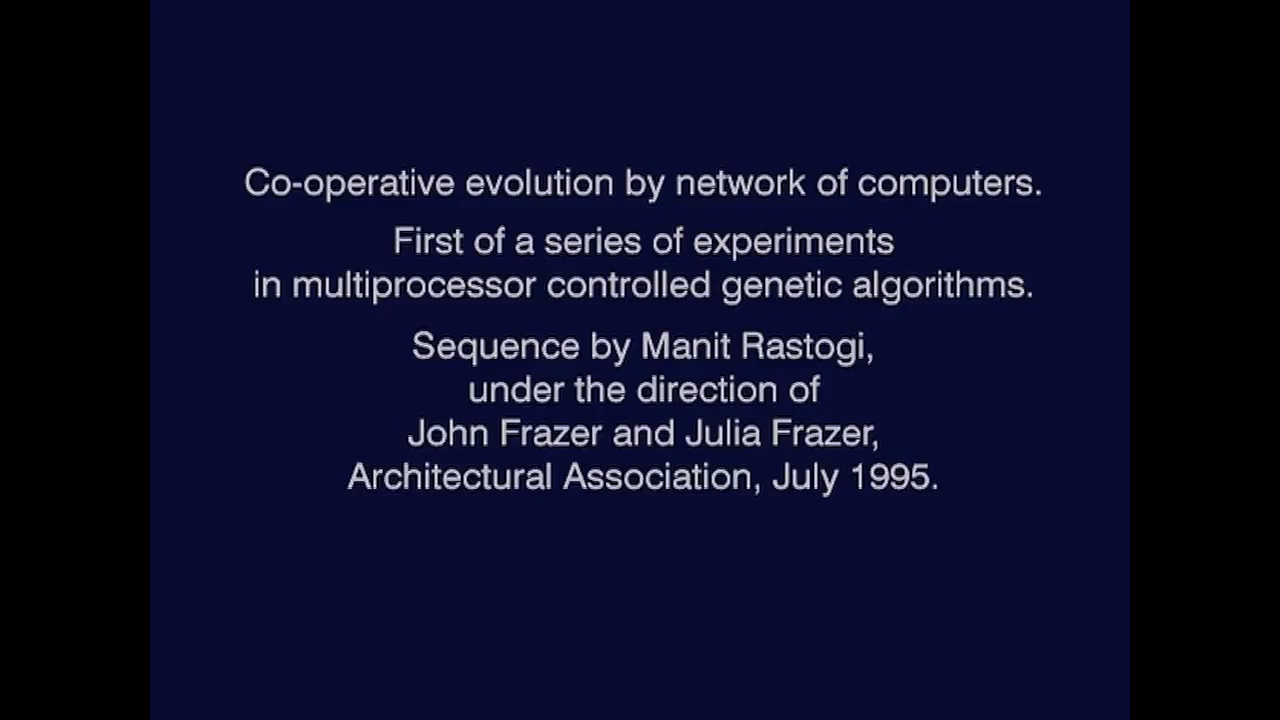 Co-operative evolution by network of computers.
First of a series of experiments
in multiprocessor controlled genetic algorithms.
Sequence by Manit Rastogi,
under the direction of
John Frazer and Julia Frazer,
Architectural Association, July 1995.